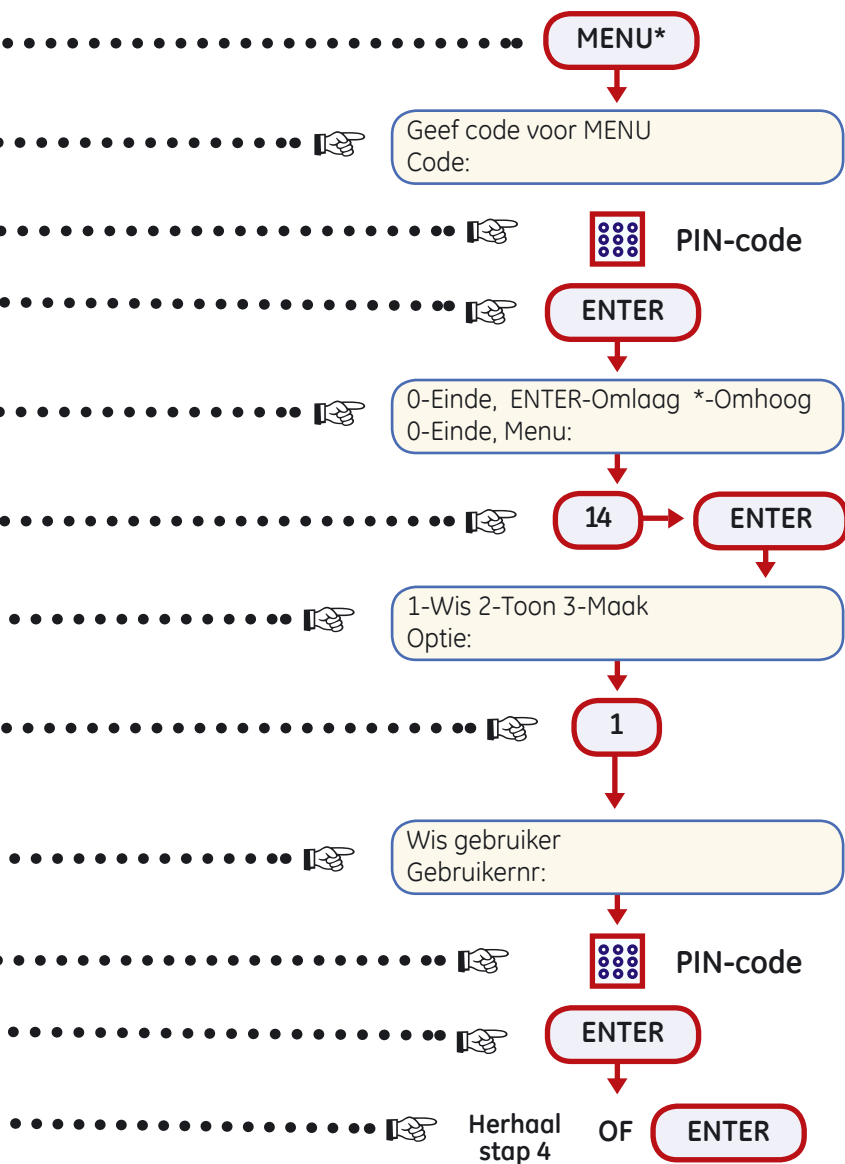 MENU*
Geef code voor MENU
Code:
PIN-code
ENTER
0-Einde, ENTER-Omlaag *-Omhoog
0-Einde, Menu:
14 ENTER
1-Wis 2-Toon 3-Maak
Optie:
1
Wis gebruiker
Gebruikernr:
PIN-code
ENTER
Herhaal
stap 4
OF
ENTER